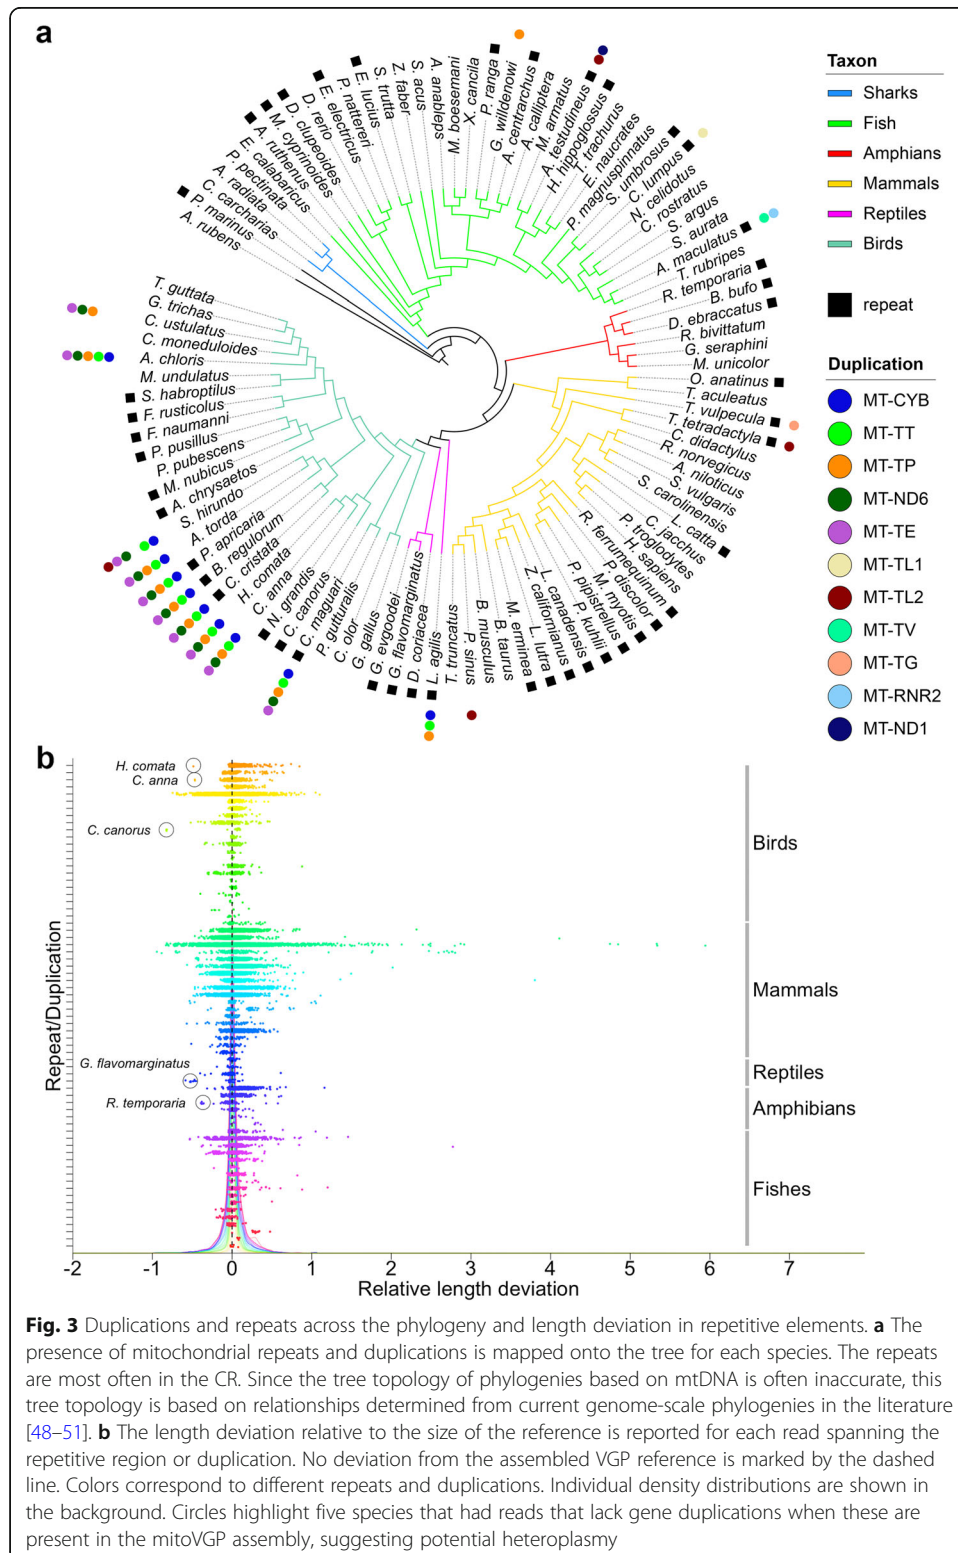 a
A. rubens
P. marinus
C. carcharias
A. radiata
P. pectinata
E. calabaricus
A. ruthenus
M. cyprinoides
D. clupeoides
D. rerio
E. electricus
P. nattereri
E. lucius
S. trutta
Z. faber
S. acus
A. anableps
M. boesemani
X. cancila
P. ranga
G. willdenowi
A. centrarchus
A. calliptera
M. armatus
A. testudineus
H. hippoglossus
T. trachurus
E. naucrates
P. magnuspinnatus
S. umbrosus
C. lumpus
N. celidotus
C. rostratus
S. argus
S. aurata
A. maculatus
T. rubripes
R. temporaria
B. bufo
D. ebraccatus
R. bivittatum
G. seraphini
M. unicolor
O. anatinus
T. aculeatus
T. vulpecula
T. tetradactyla
C. didactylus
R. norvegicus
A. niloticus
S. vulgaris
S. carolinensis
L. catta
C. jacchus
P. troglodytes
H. sapiens
R. ferrumequinum
P. discolor
M. myotis
P. kuhlii
P. pipistrellus
L. canadensis
Z. californianus
L. lutra
M. erminea
B. taurus
B. musculus
P. sinus
T. truncatus
L. agilis
D. coriacea
G. flavomarginatus
G. evgoodei
G. gallus
C. olor
P. gutturalis
C. maguari
C. canorus
N. grandis
C. anna
H. comata
C. cristata
B. regulorum
P. apricaria
A. torda
S. hirundo
A. chrysaetos
M. nubicus
P. pubescens
P. pusillus
F. naumanni
F. rusticolus
S. habroptilus
M. undulatus
A. chloris
C. moneduloides
C. ustulatus
G. trichas
T. guttata
Taxon
Sharks
Fish
Amphians
Mammals
Reptiles
Birds
repeat
Duplication
MT-CYB
MT-TT
MT-TP
MT-ND6
MT-TE
MT-TL1
MT-TL2
MT-TV
MT-TG
MT-RNR2
MT-ND1
b
H. comata
C. anna
C. canorus
G. flavomarginatus
R. temporaria
Birds
Mammals
Reptiles
Amphibians
Fishes
Repeat/Duplication
-2 -1 0 1 2 3 4 5 6 7
Relative length deviation
Fig. 3 Duplications and repeats across the phylogeny and length deviation in repetitive elements. a The
presence of mitochondrial repeats and duplications is mapped onto the tree for each species. The repeats
are most often in the CR. Since the tree topology of phylogenies based on mtDNA is often inaccurate, this
tree topology is based on relationships determined from current genome-scale phylogenies in the literature
[48–51]. b The length deviation relative to the size of the reference is reported for each read spanning the
repetitive region or duplication. No deviation from the assembled VGP reference is marked by the dashed
line. Colors correspond to different repeats and duplications. Individual density distributions are shown in
the background. Circles highlight five species that had reads that lack gene duplications when these are
present in the mitoVGP assembly, suggesting potential heteroplasmy